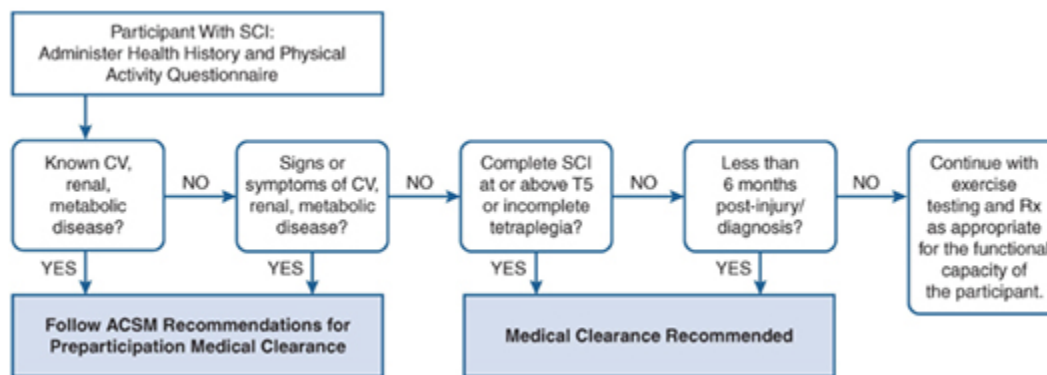 Participant With SCI:
Administer Health History and Physical
Activity Questionnaire
Known CV,
renal,
metabolic
disease?
NO
Signs or
symptoms of CV,
renal, metabolic
disease?
NO
Complete SCI
at or above T5
or incomplete
tetraplegia?
NO
Less than
6 months
post-injury/
diagnosis?
NO
Continue with
exercise
testing and Rx
as appropriate
for the functional
capacity of
the participant.
YES
YES
YES
YES
Follow ACSM Recommendations for
Preparticipation Medical Clearance
Medical Clearance Recommended